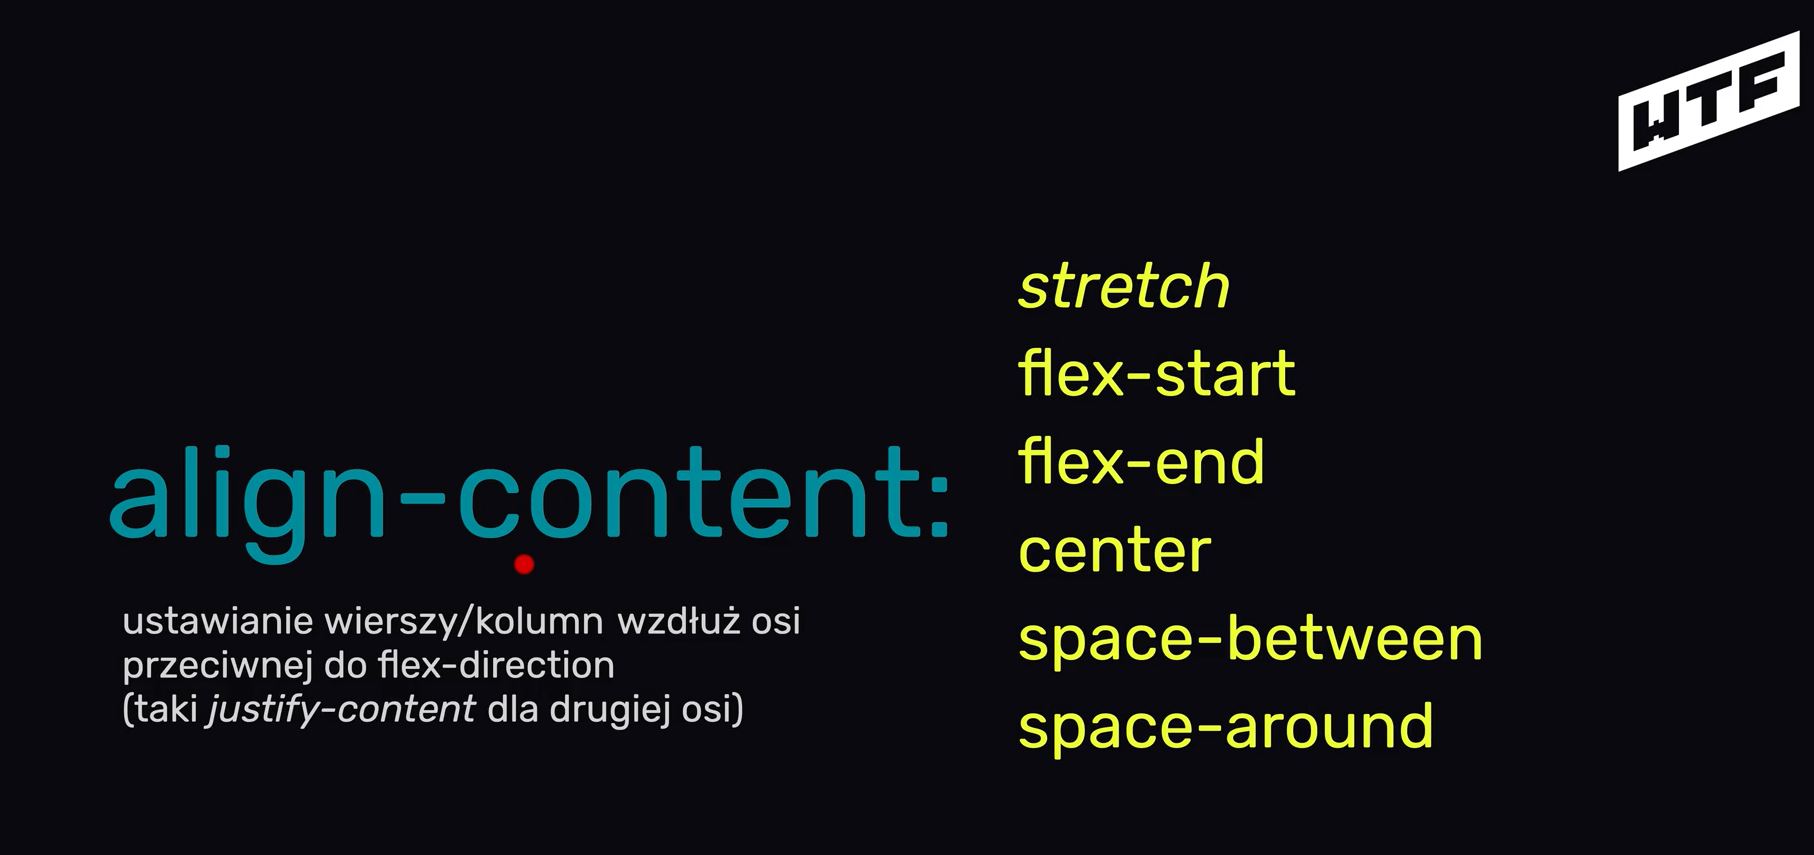 WTF
align-content:
ustawianie wierszy/kolumn wzdłuż osi
przeciwnej do flex-direction
(taki justify-content dla drugiej osi)
stretch
flex-start
flex-end
center
space-between
space-around